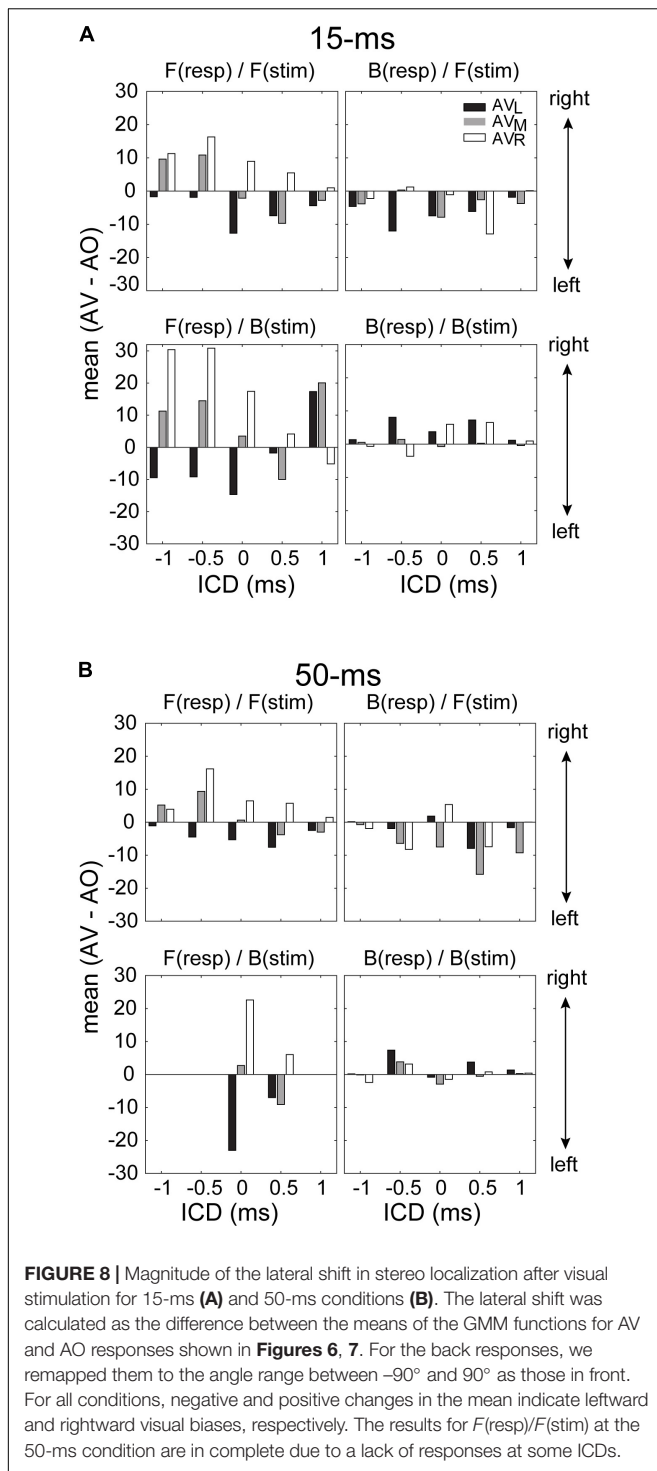 A
15-ms
F(resp) / F(stim)
B(resp) / F(stim)
30
20
10
0
-10
-20
-30
AVL
AVM
AVR
right
left
mean (AV - AO)
F(resp) / B(stim)
B(resp) / B(stim)
30
20
10
0
-10
-20
-30
right
left
-1 -0.5 0 0.5 1
-1 -0.5 0 0.5 1
ICD (ms)
ICD (ms)
B
50-ms
F(resp) / F(stim)
B(resp) / F(stim)
30
20
10
0
-10
-20
-30
right
left
mean (AV - AO)
F(resp) / B(stim)
B(resp) / B(stim)
30
20
10
0
-10
-20
-30
right
left
-1 -0.5 0 0.5 1
-1 -0.5 0 0.5 1
ICD (ms)
ICD (ms)
FIGURE 8 | Magnitude of the lateral shift in stereo localization after visual
stimulation for 15-ms (A) and 50-ms conditions (B). The lateral shift was
calculated as the difference between the means of the GMM functions for AV
and AO responses shown in Figures 6, 7. For the back responses, we
remapped them to the angle range between –90° and 90° as those in front.
For all conditions, negative and positive changes in the mean indicate leftward
and rightward visual biases, respectively. The results for F(resp)/F(stim) at the
50-ms condition are in complete due to a lack of responses at some ICDs.